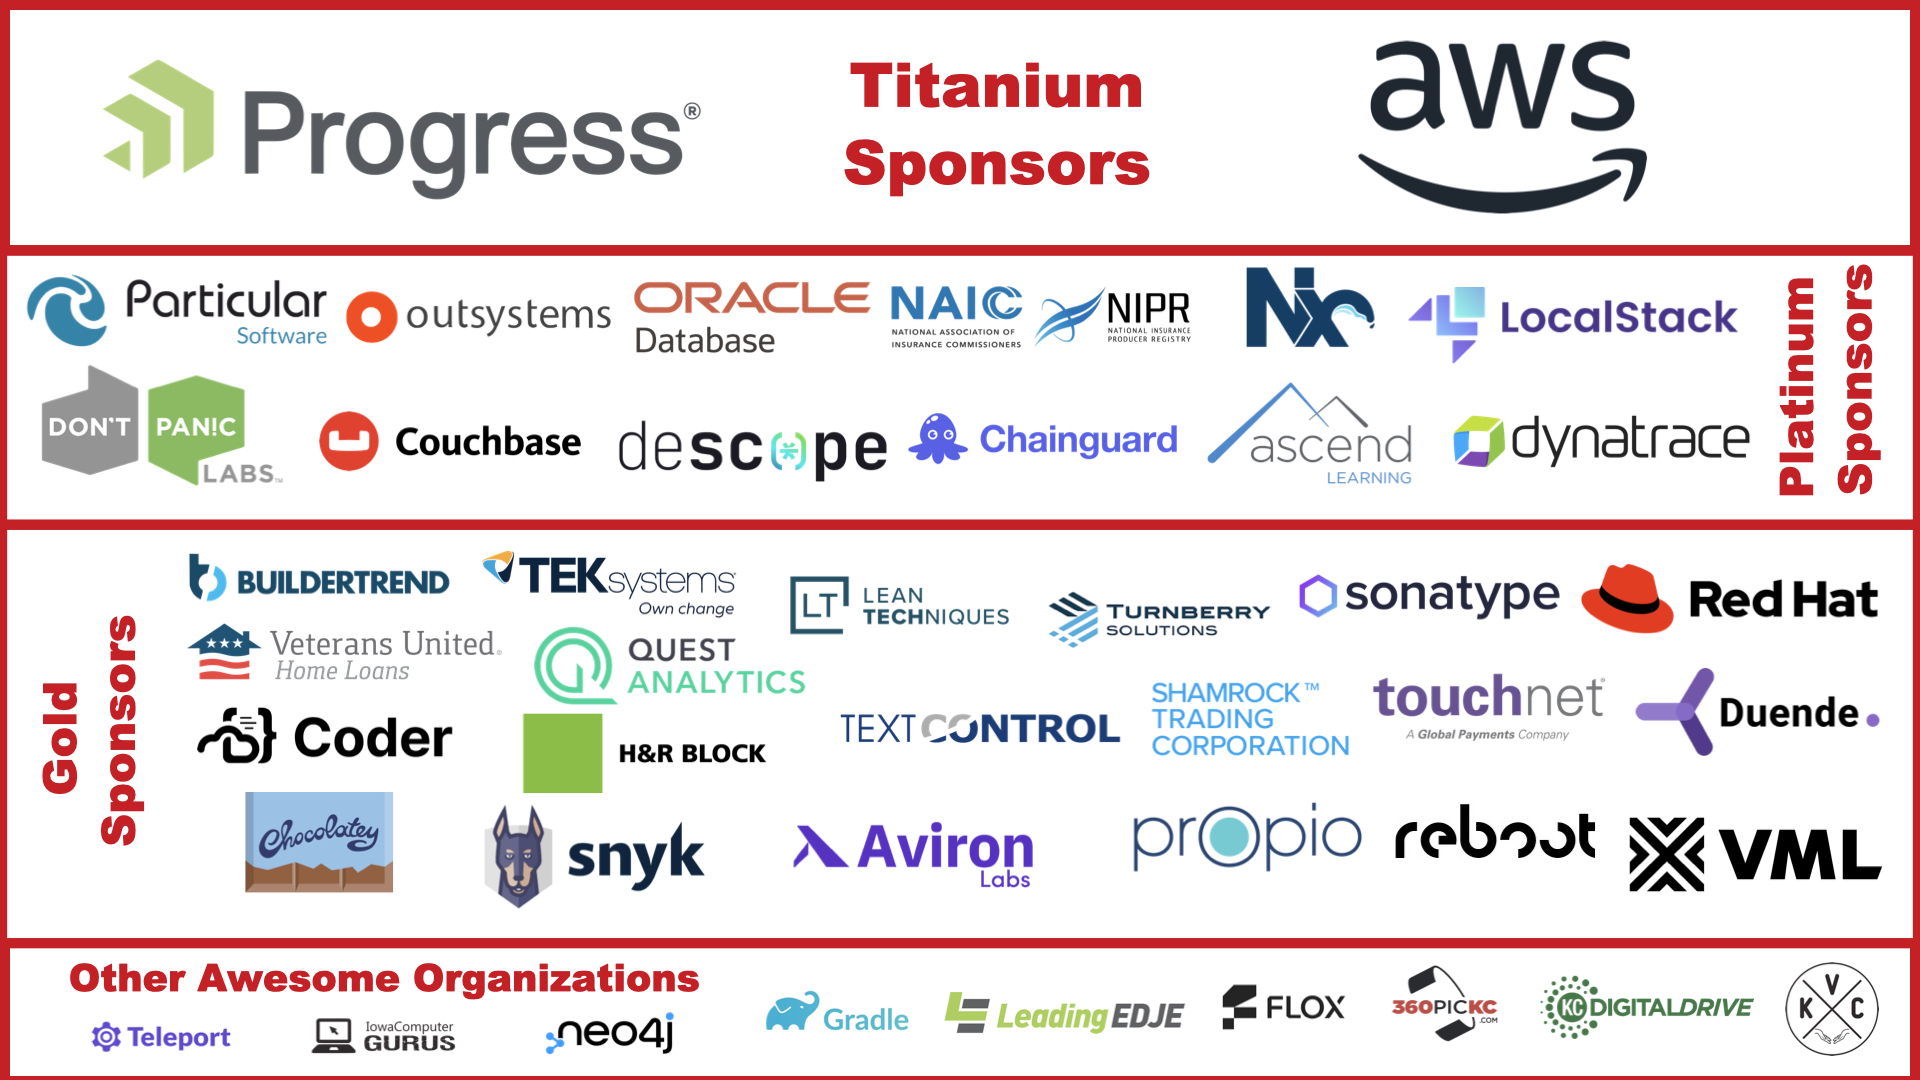 Progress®
Titanium
Sponsors
aws
Particular
Software
outsystems
ORACLE
Database
NAIC
NATIONAL ASSOCIATION OF
INSURANCE COMMISSIONERS
NIPR
NATIONAL INSURANCE
PRODUCER REGISTRY
Nx
LocalStack
Platinum
Sponsors
DON'T
PAN!C
LABS™
Couchbase
descope
Chainguard
ascend
LEARNING
dynatrace
Gold
Sponsors
BUILDERTREND
TEKsystems®
Own change
LT
LEAN
TECHNIQUES
TURNBERRY
SOLUTIONS
sonatype
Red Hat
Veterans United®
Home Loans
QUEST
ANALYTICS
Coder
H&R BLOCK
TEXT CONTROL
SHAMROCK™
TRADING
CORPORATION
touchnet®
A Global Payments Company
Duende
Chocolatey
snyk
Aviron
Labs
propio
reboot
VML
Other Awesome Organizations
Teleport
IowaComputer
GURUS
neo4j
Gradle
Leading EDJE
FLOX
360PICKC
.COM
KC DIGITALDRIVE
V
K C